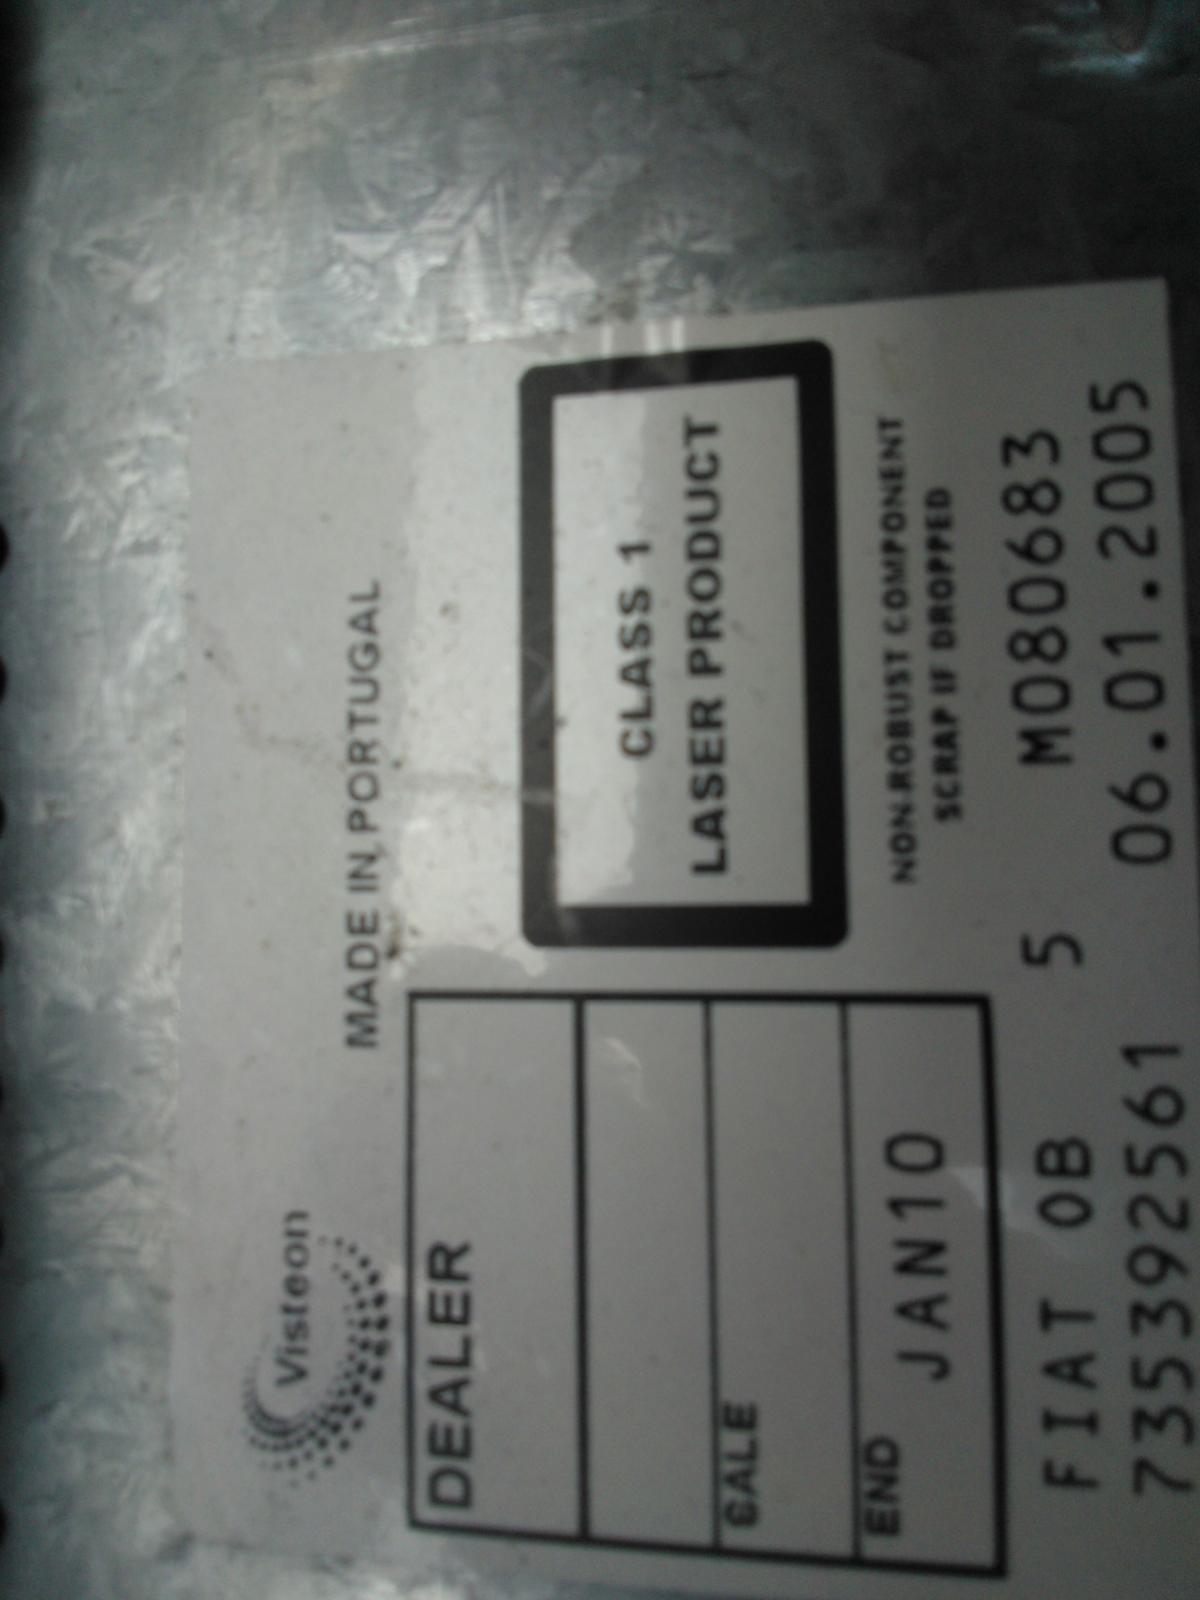 Visteon
MADE IN PORTUGAL
DEALER
SALE
END JAN10
CLASS 1
LASER PRODUCT
NON-ROBUST COMPONENT
SCRAP IF DROPPED
FIAT 0B 5 M080683
735392561 06.01.2005